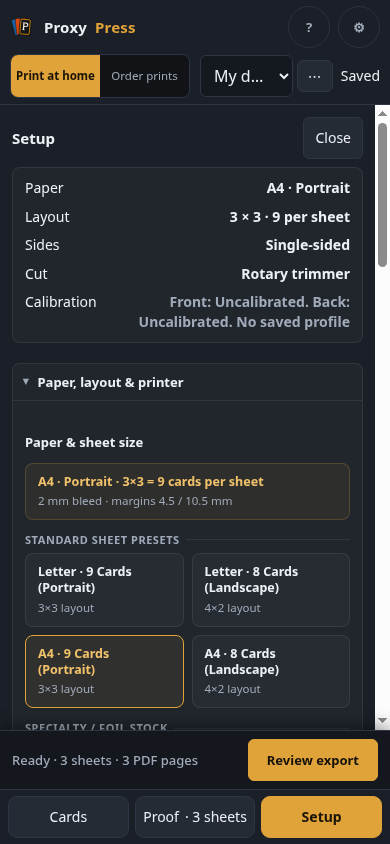 Proxy Press
?
Print at home
Order prints
My d...
...
Saved
Setup
Close
Paper
A4 · Portrait
Layout
3 × 3 · 9 per sheet
Sides
Single-sided
Cut
Rotary trimmer
Calibration
Front: Uncalibrated. Back:
Uncalibrated. No saved profile
Paper, layout & printer
Paper & sheet size
A4 · Portrait · 3×3 = 9 cards per sheet
2 mm bleed · margins 4.5 / 10.5 mm
STANDARD SHEET PRESETS
Letter · 9 Cards
(Portrait)
3×3 layout
Letter · 8 Cards
(Landscape)
4×2 layout
A4 · 9 Cards
(Portrait)
3×3 layout
A4 · 8 Cards
(Landscape)
4×2 layout
SPECIALTY / FOIL STOCK
Ready · 3 sheets · 3 PDF pages
Review export
Cards
Proof · 3 sheets
Setup